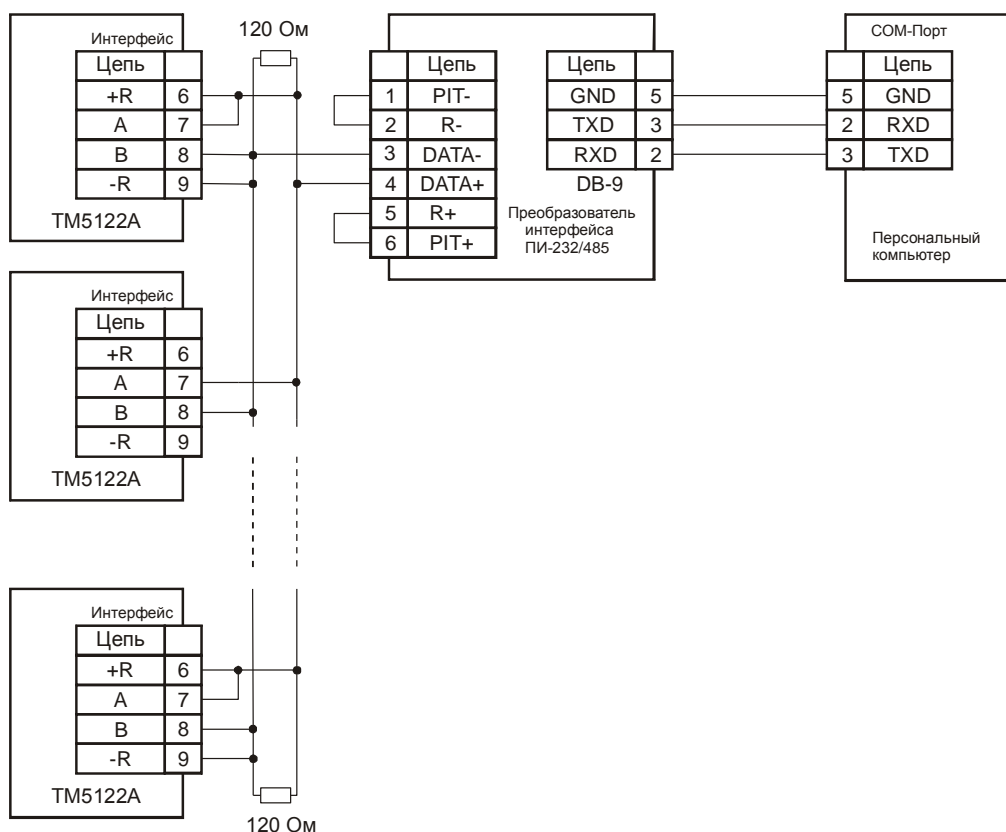 120 Ом
Интерфейс
Цепь
+R 6
A 7
B 8
-R 9
TM5122A
Цепь
1 PIT-
2 R-
3 DATA-
4 DATA+
5 R+
6 PIT+
Цепь
GND 5
TXD 3
RXD 2
DB-9
Преобразователь
интерфейса
ПИ-232/485
COM-Порт
Цепь
5 GND
2 RXD
3 TXD
Персональный
компьютер
Интерфейс
Цепь
+R 6
A 7
B 8
-R 9
TM5122A
Интерфейс
Цепь
+R 6
A 7
B 8
-R 9
TM5122A
120 Ом